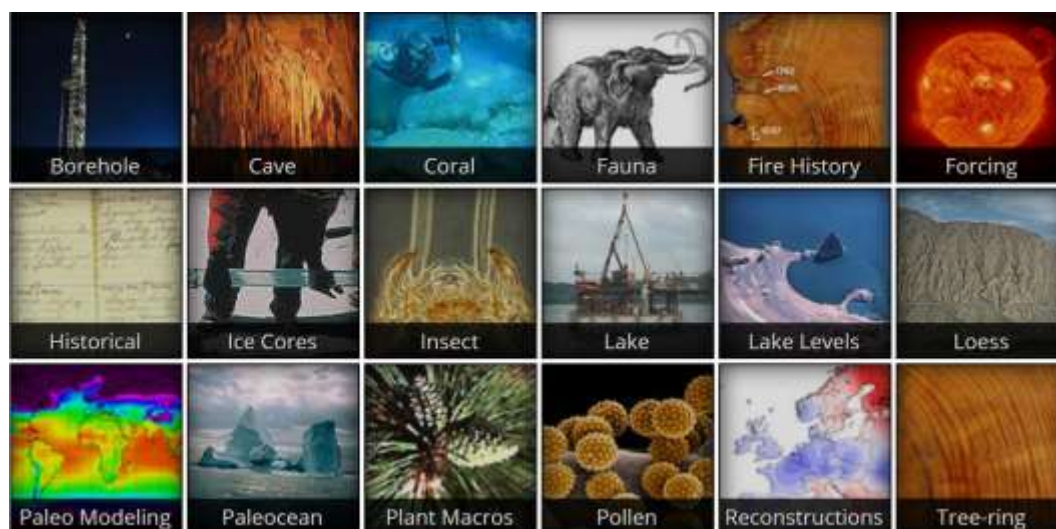 Borehole
Cave
Coral
Fauna
Fire History
Forcing
Historical
Ice Cores
Insect
Lake
Lake Levels
Loess
Paleo Modeling
Paleocean
Plant Macros
Pollen
Reconstructions
Tree-ring